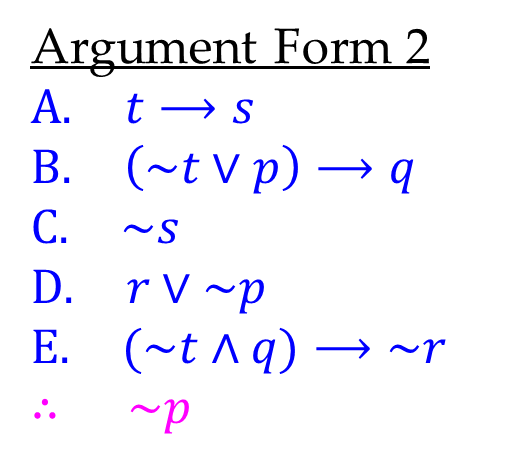 Argument Form 2
A. t ⟶ s
B. (~t ∨ p) ⟶ q
C. ~s
D. r ∨ ~p
E. (~t ∧ q) ⟶ ~r
∴ ~p